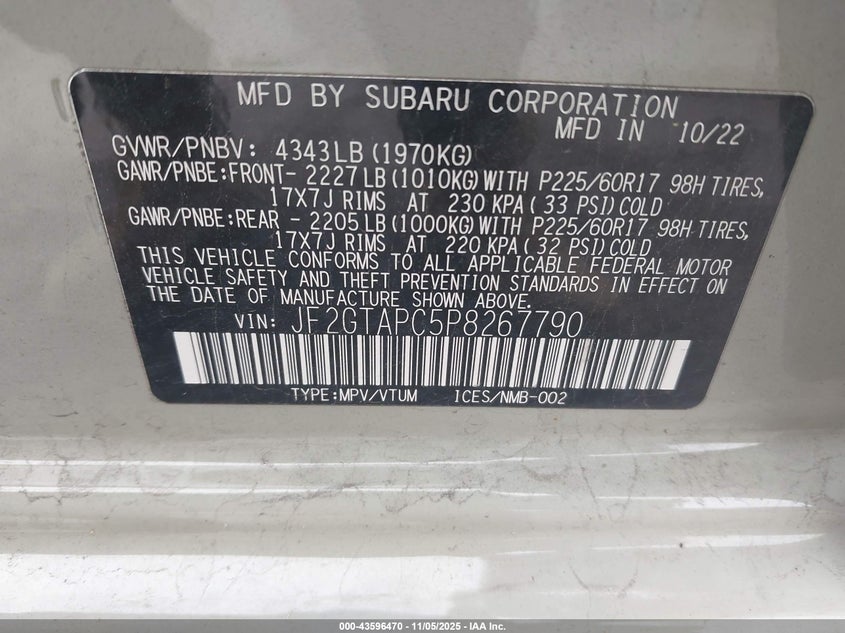 MFD BY SUBARU CORPORATION
MFD IN 10/22
GVWR/PNBV: 4343LB (1970KG)
GAWR/PNBE:FRONT- 2227LB (1010KG) WITH P225/60R17 98H TIRES,
17X7J RIMS AT 230 KPA ( 33 PSI) COLD
GAWR/PNBE:REAR - 2205LB (1000KG) WITH P225/60R17 98H TIRES,
17X7J RIMS AT 220 KPA ( 32 PSI) COLD
THIS VEHICLE CONFORMS TO ALL APPLICABLE FEDERAL MOTOR
VEHICLE SAFETY AND THEFT PREVENTION STANDARDS IN EFFECT ON
THE DATE OF MANUFACTURE SHOWN ABOVE.
VIN: JF2GTAPC5P8267790
TYPE:MPV/VTUM ICES/NMB-002
000-43596470 - 11/05/2025 - IAA Inc.